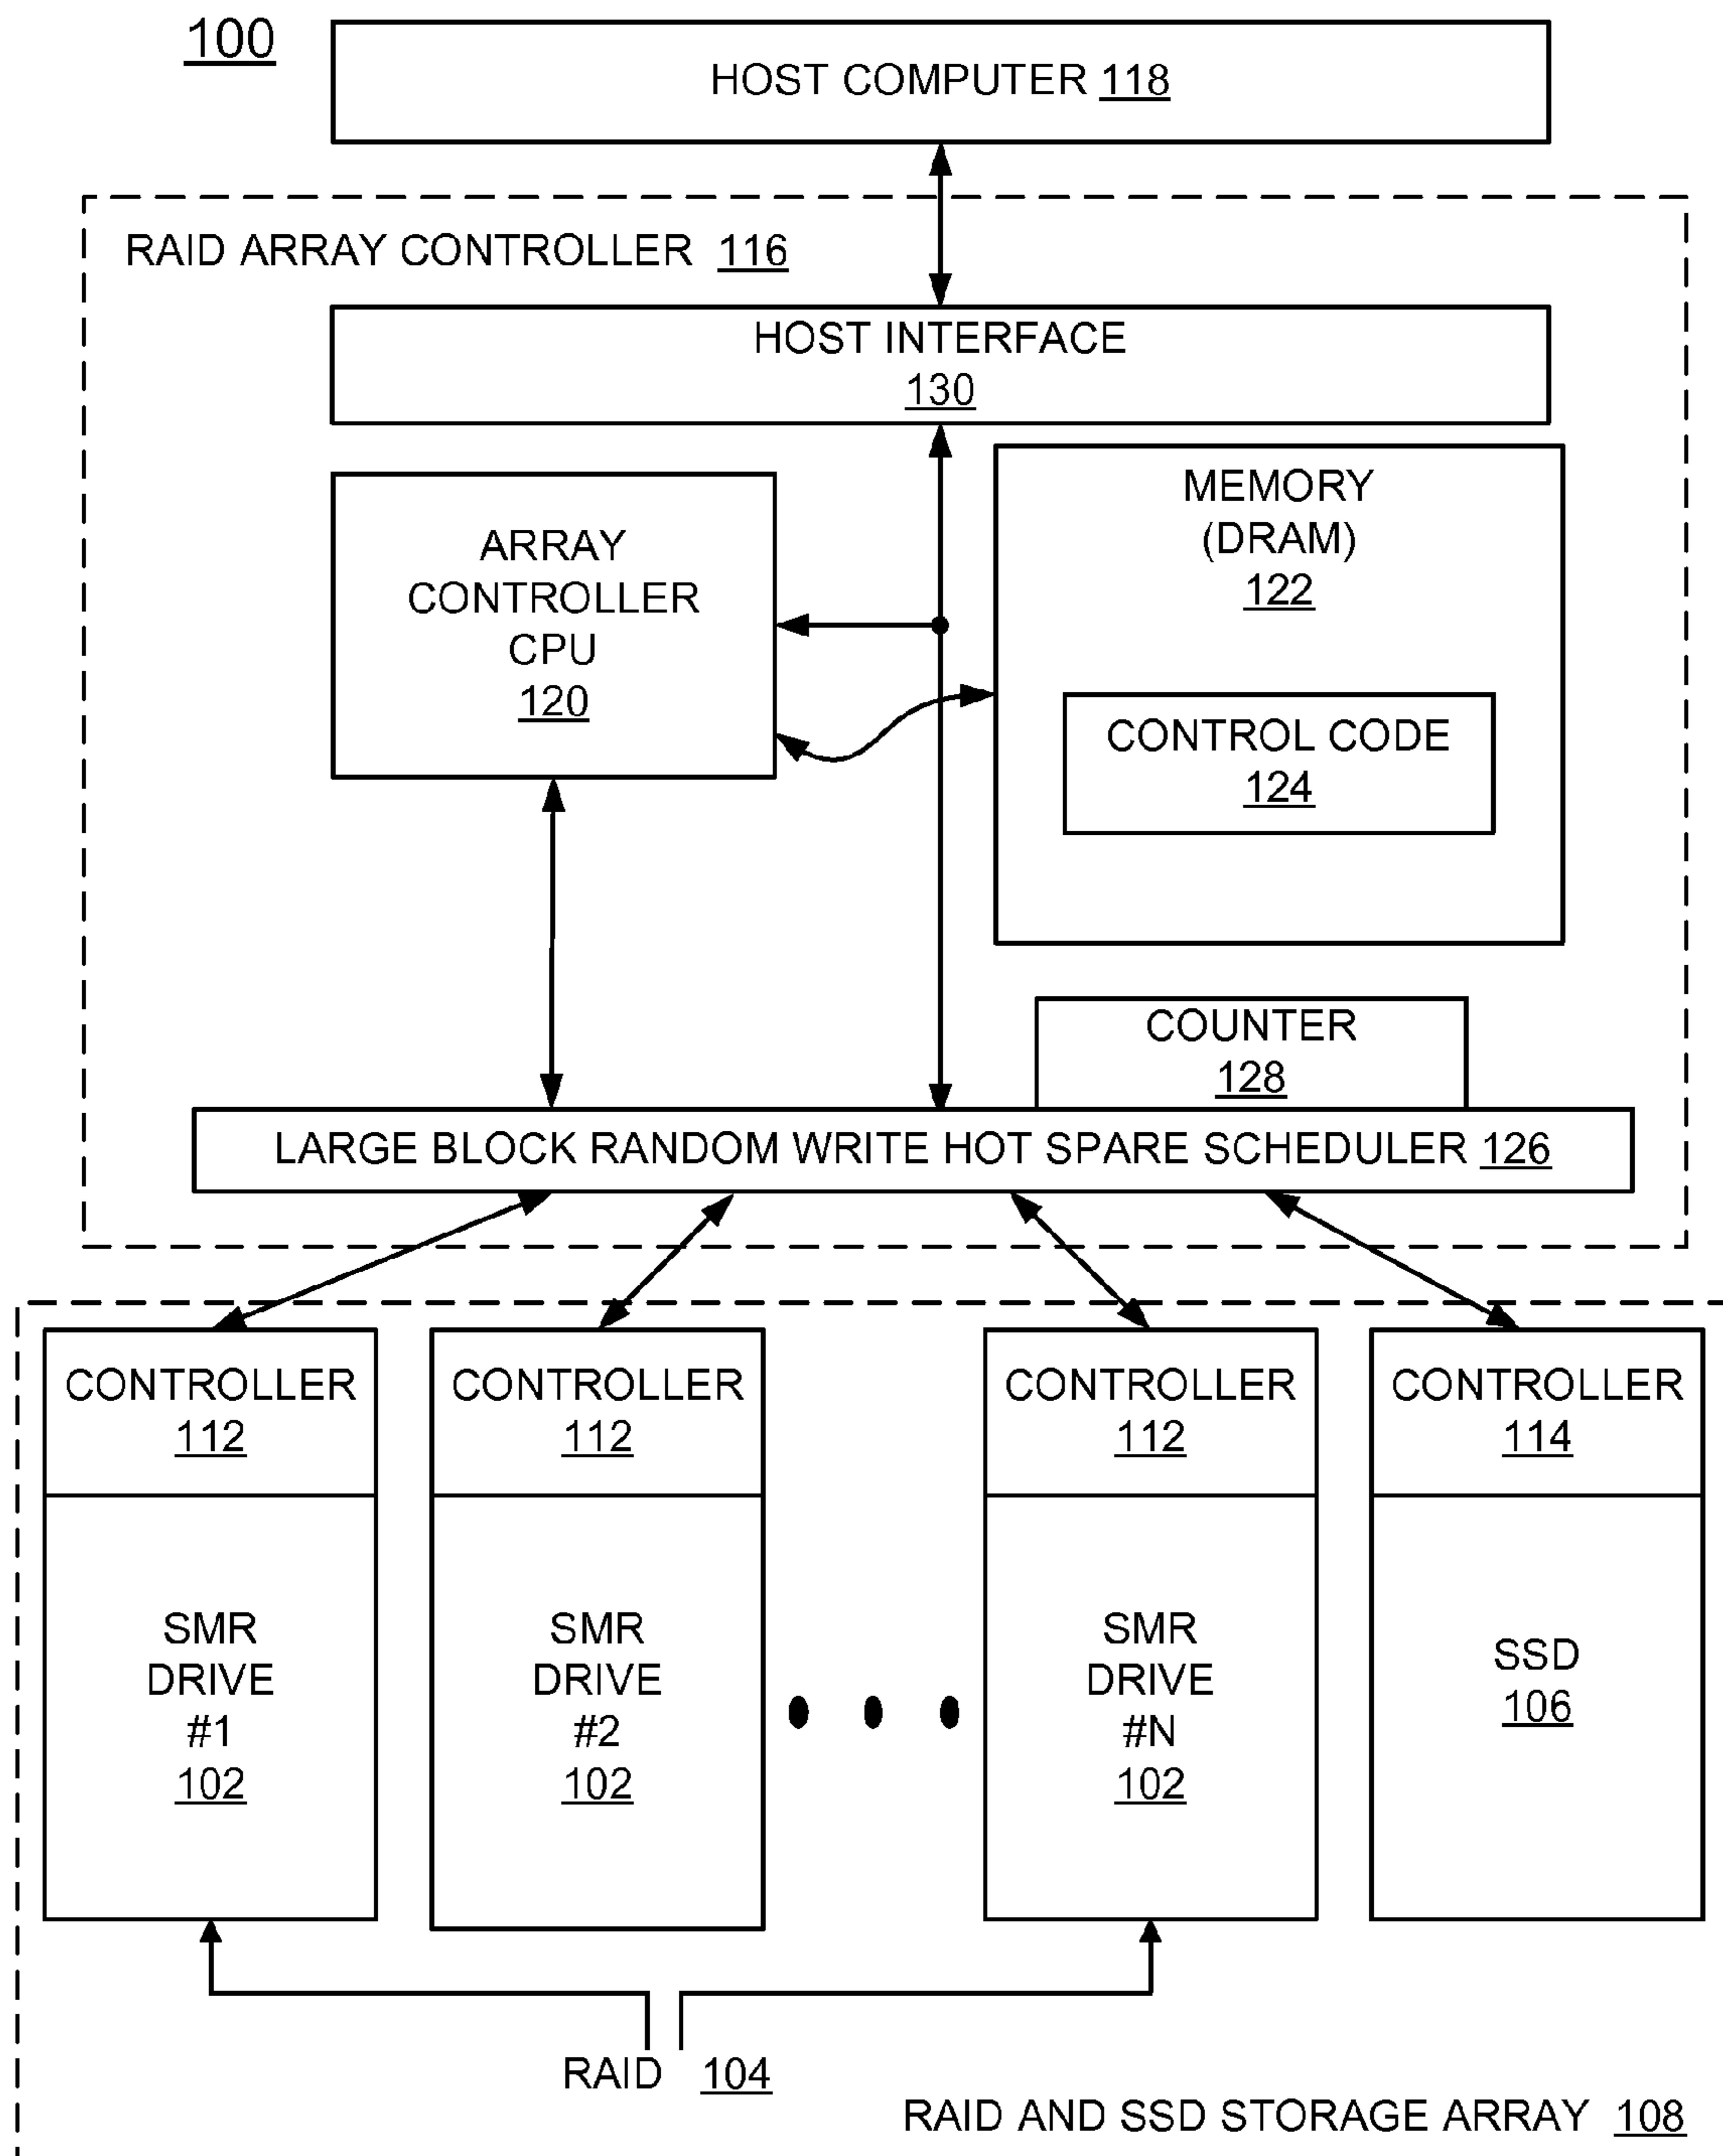 100
HOST COMPUTER 118
RAID ARRAY CONTROLLER 116
HOST INTERFACE
130
ARRAY
CONTROLLER
CPU
120
MEMORY
(DRAM)
122
CONTROL CODE
124
COUNTER
128
LARGE BLOCK RANDOM WRITE HOT SPARE SCHEDULER 126
CONTROLLER
112
CONTROLLER
112
CONTROLLER
112
CONTROLLER
114
SMR
DRIVE
#1
102
SMR
DRIVE
#2
102
SMR
DRIVE
#N
102
SSD
106
RAID 104
RAID AND SSD STORAGE ARRAY 108